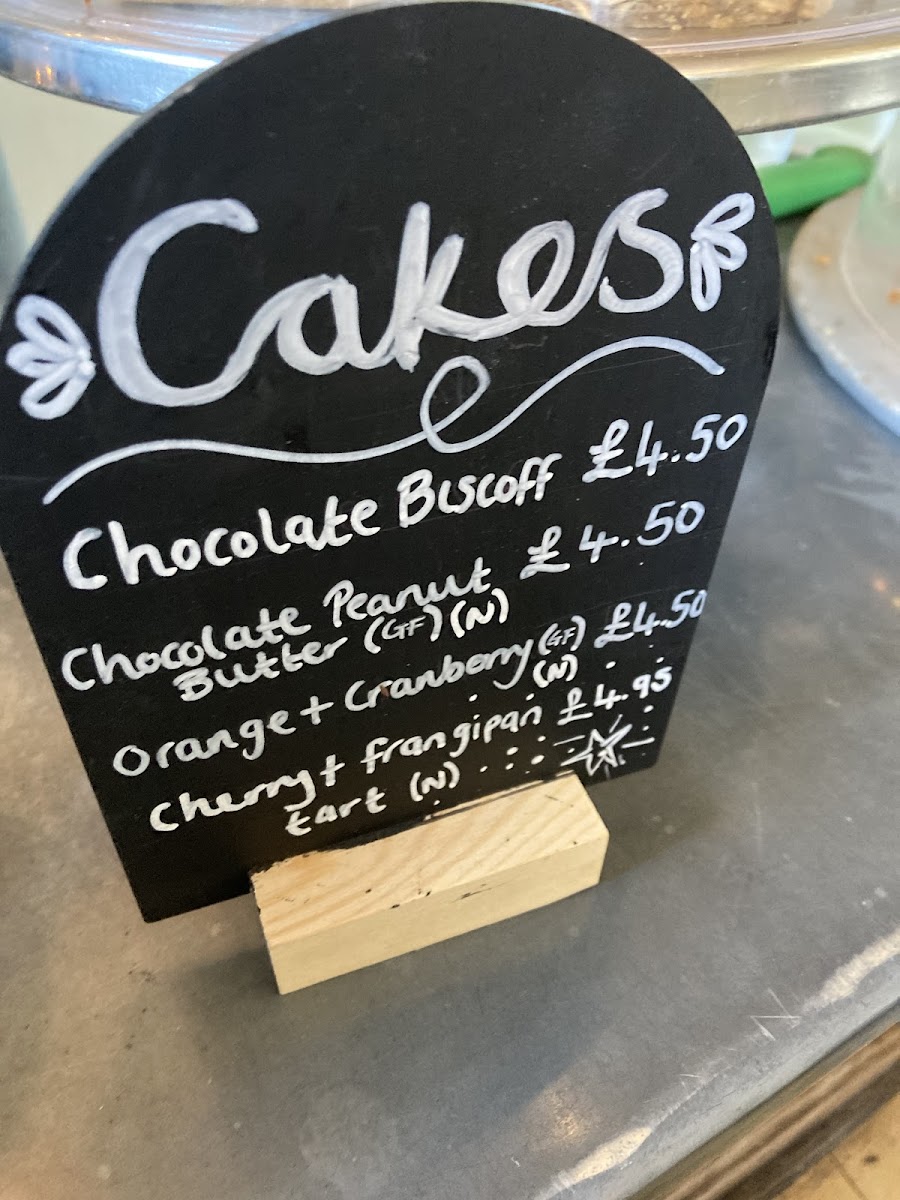 Cakes
Chocolate Biscoff £4.50
Chocolate Peanut £4.50
Butter (GF) (N)
Orange + Cranberry (GF) £4.50
(N)
Cherry + frangipan £4.95
tart (N)